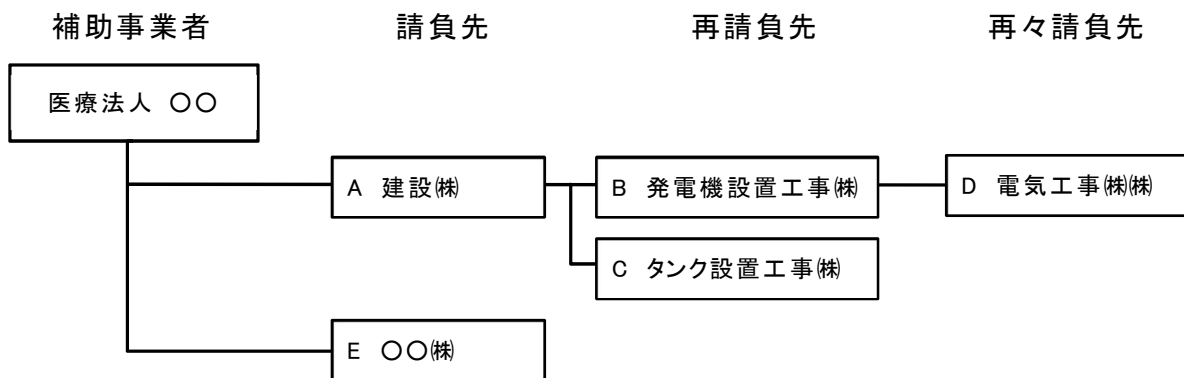 補助事業者 請負先 再請負先 再々請負先
医療法人 〇〇
A 建設㈱ B 発電機設置工事㈱ D 電気工事㈱㈱
C タンク設置工事㈱
E 〇〇㈱